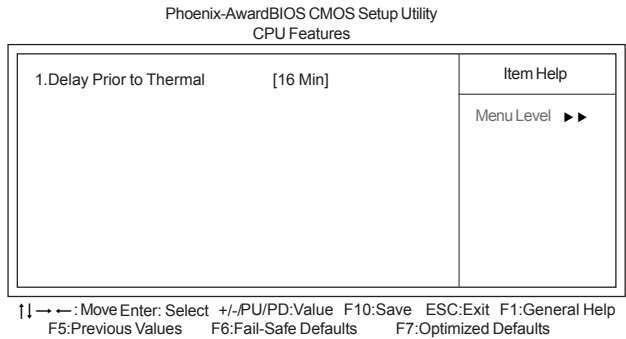 Phoenix-AwardBIOS CMOS Setup Utility
CPU Features
1.Delay Prior to Thermal [16 Min]
Item Help
Menu Level ▶▶
↑↓→←: Move Enter: Select +/-/PU/PD:Value F10:Save ESC:Exit F1:General Help
F5:Previous Values F6:Fail-Safe Defaults F7:Optimized Defaults